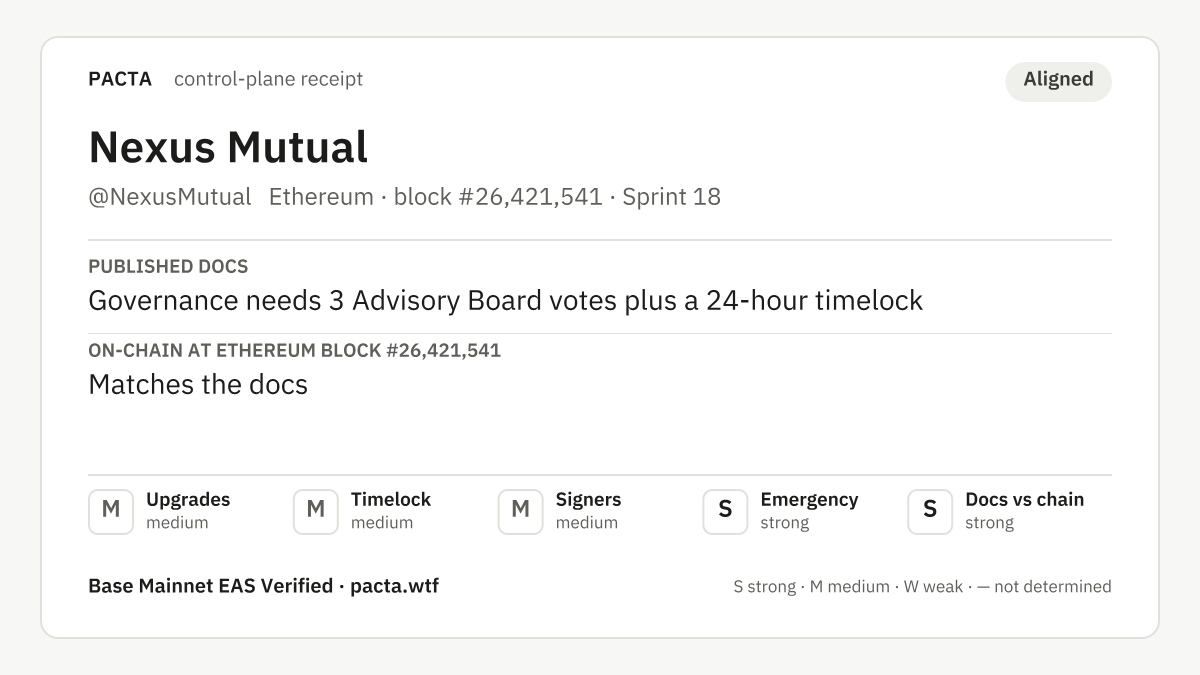 PACTA control-plane receipt
Aligned
Nexus Mutual
@NexusMutual Ethereum · block #26,421,541 · Sprint 18
PUBLISHED DOCS
Governance needs 3 Advisory Board votes plus a 24-hour timelock
ON-CHAIN AT ETHEREUM BLOCK #26,421,541
Matches the docs
M Upgrades medium
M Timelock medium
M Signers medium
S Emergency strong
S Docs vs chain strong
Base Mainnet EAS Verified · pacta.wtf
S strong · M medium · W weak · — not determined